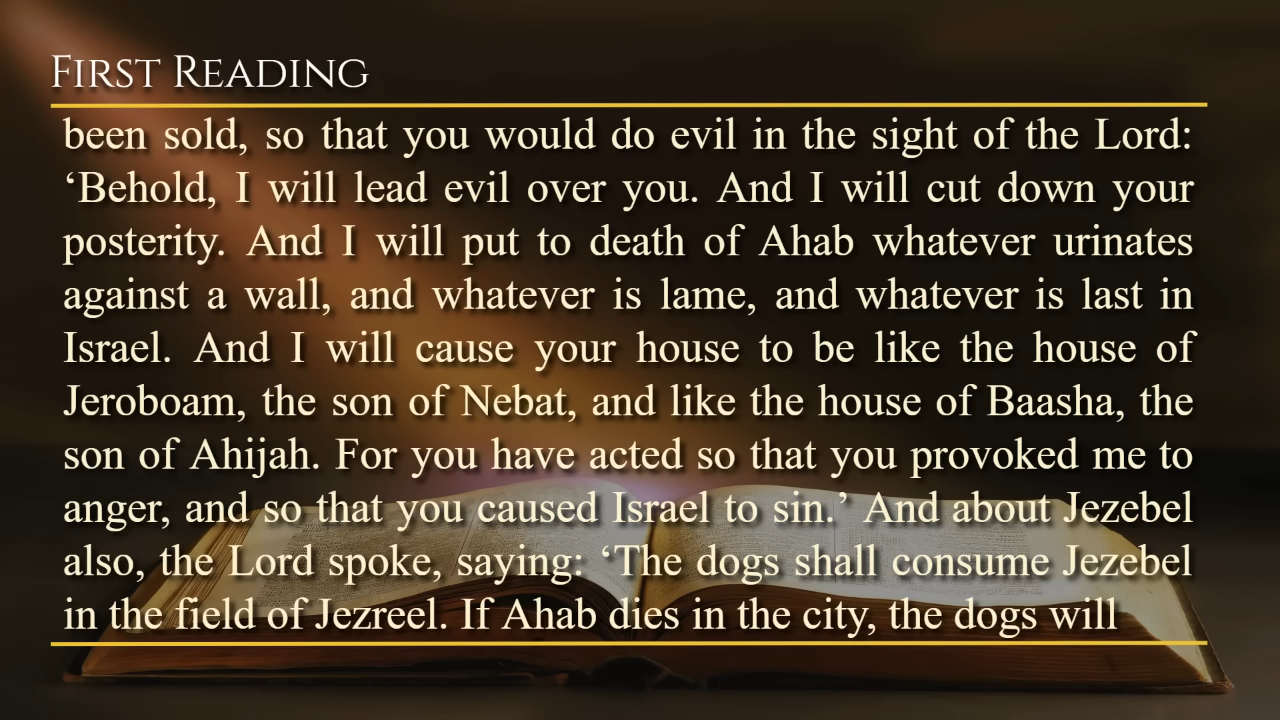 First Reading
been sold, so that you would do evil in the sight of the Lord:
‘Behold, I will lead evil over you. And I will cut down your
posterity. And I will put to death of Ahab whatever urinates
against a wall, and whatever is lame, and whatever is last in
Israel. And I will cause your house to be like the house of
Jeroboam, the son of Nebat, and like the house of Baasha, the
son of Ahijah. For you have acted so that you provoked me to
anger, and so that you caused Israel to sin.’ And about Jezebel
also, the Lord spoke, saying: ‘The dogs shall consume Jezebel
in the field of Jezreel. If Ahab dies in the city, the dogs will